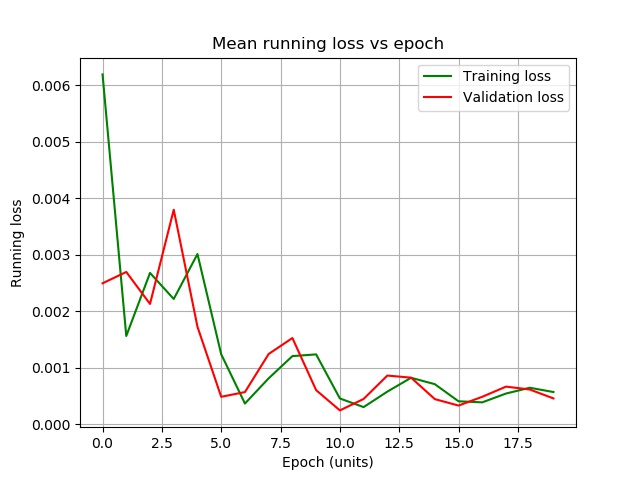 Mean running loss vs epoch
Training loss
Validation loss
0.006
0.005
0.004
0.003
0.002
0.001
0.000
Running loss
0.0 2.5 5.0 7.5 10.0 12.5 15.0 17.5
Epoch (units)